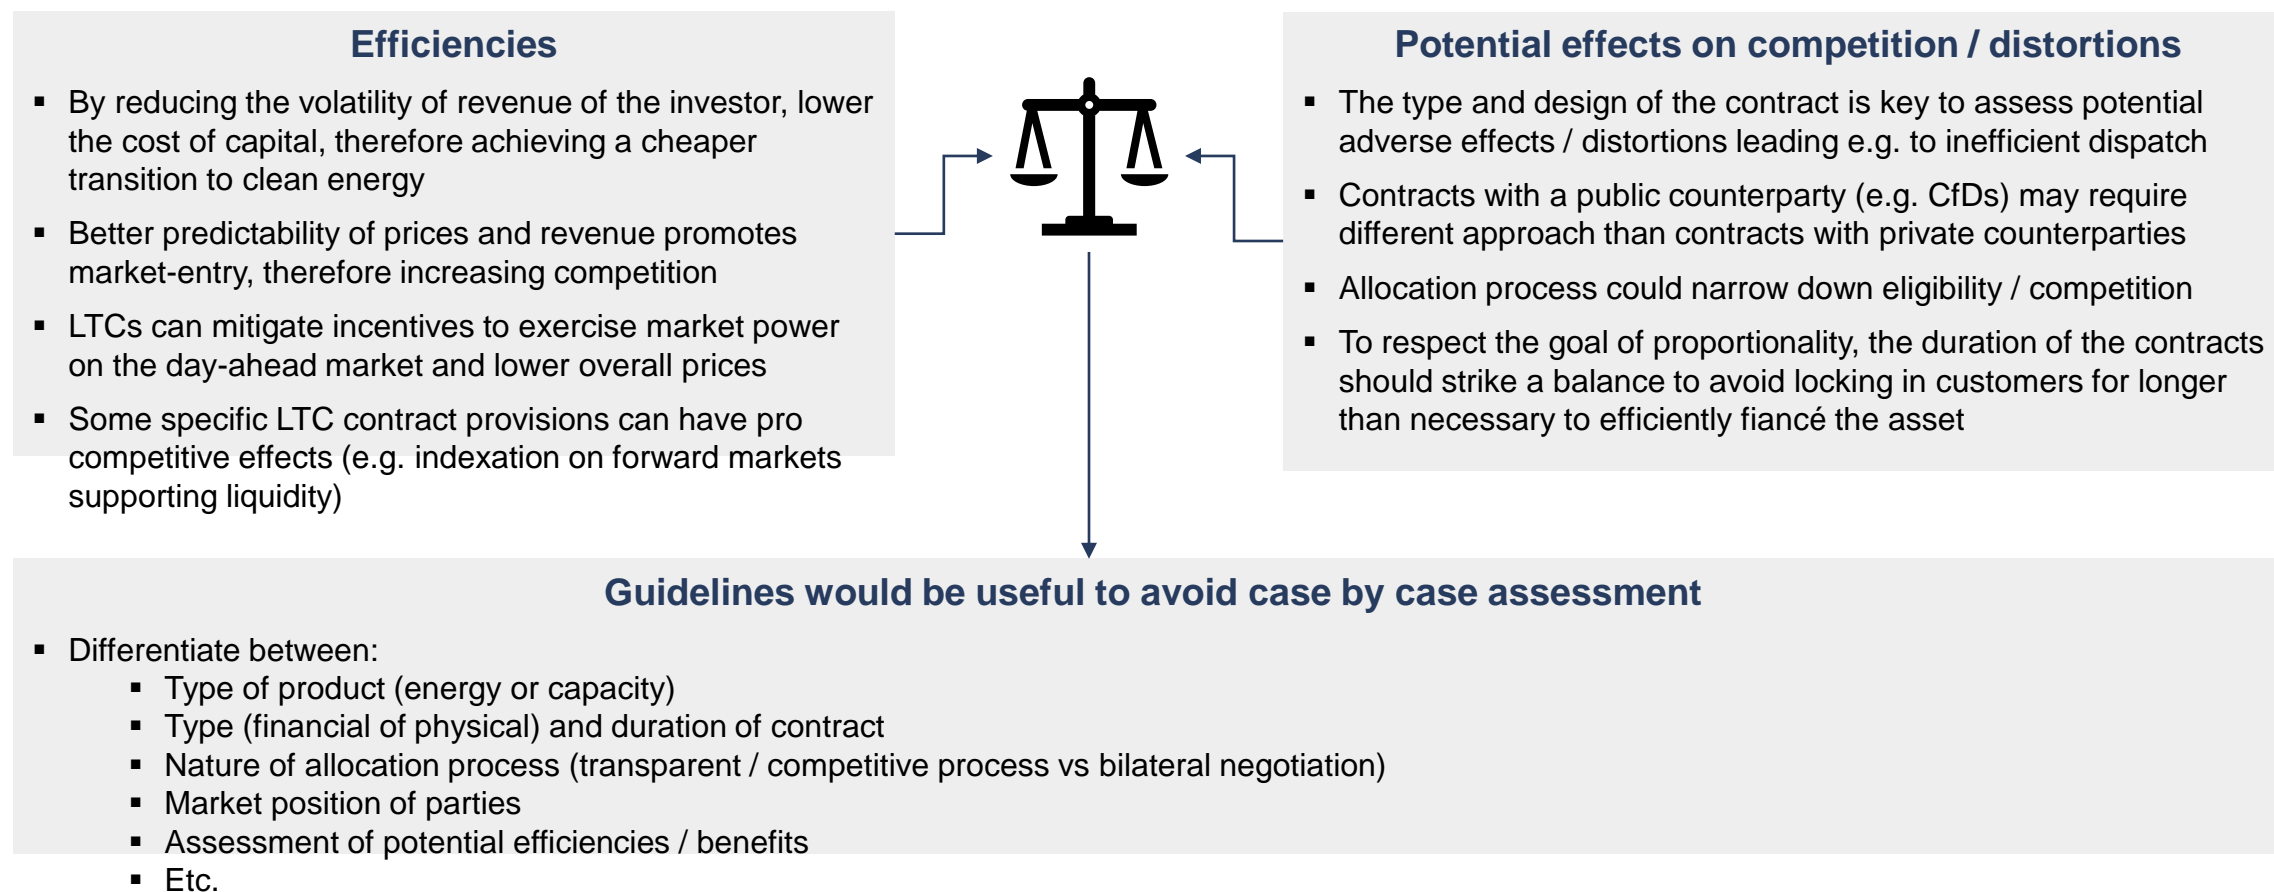 Efficiencies
▪ By reducing the volatility of revenue of the investor, lower
the cost of capital, therefore achieving a cheaper
transition to clean energy
▪ Better predictability of prices and revenue promotes
market-entry, therefore increasing competition
▪ LTCs can mitigate incentives to exercise market power
on the day-ahead market and lower overall prices
▪ Some specific LTC contract provisions can have pro
competitive effects (e.g. indexation on forward markets
supporting liquidity)
Potential effects on competition / distortions
▪ The type and design of the contract is key to assess potential
adverse effects / distortions leading e.g. to inefficient dispatch
▪ Contracts with a public counterparty (e.g. CfDs) may require
different approach than contracts with private counterparties
▪ Allocation process could narrow down eligibility / competition
▪ To respect the goal of proportionality, the duration of the contracts
should strike a balance to avoid locking in customers for longer
than necessary to efficiently fiancé the asset
Guidelines would be useful to avoid case by case assessment
▪ Differentiate between:
▪ Type of product (energy or capacity)
▪ Type (financial of physical) and duration of contract
▪ Nature of allocation process (transparent / competitive process vs bilateral negotiation)
▪ Market position of parties
▪ Assessment of potential efficiencies / benefits
▪ Etc.